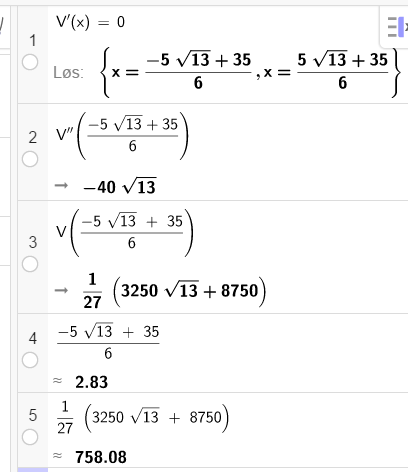 V′(x) = 0
1
Løs: { x = (−5 √13 + 35)/6 , x = (5 √13 + 35)/6 }
2
V″((−5 √13 + 35)/6)
→ −40 √13
3
V((−5 √13 + 35)/6)
→ 1/27 (3250 √13 + 8750)
4
(−5 √13 + 35)/6
≈ 2.83
5
1/27 (3250 √13 + 8750)
≈ 758.08